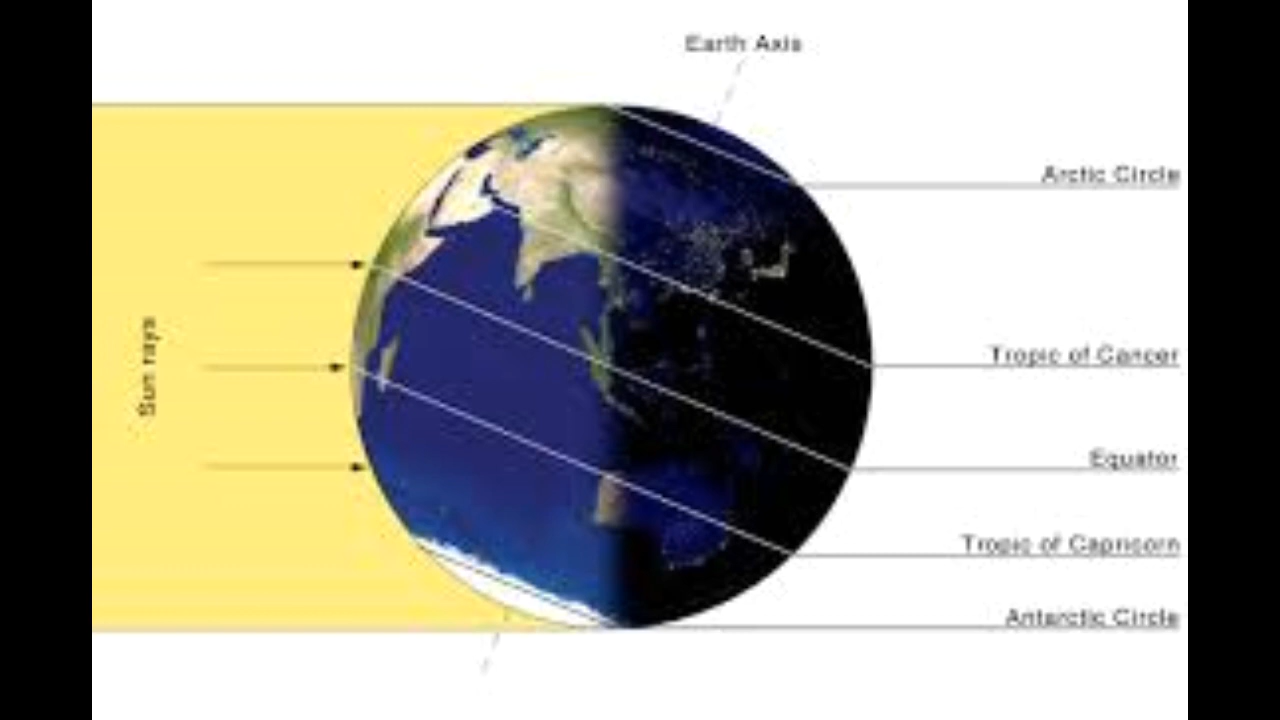 Earth Axis
Arctic Circle
Tropic of Cancer
Sun rays
Equator
Tropic of Capricorn
Antarctic Circle